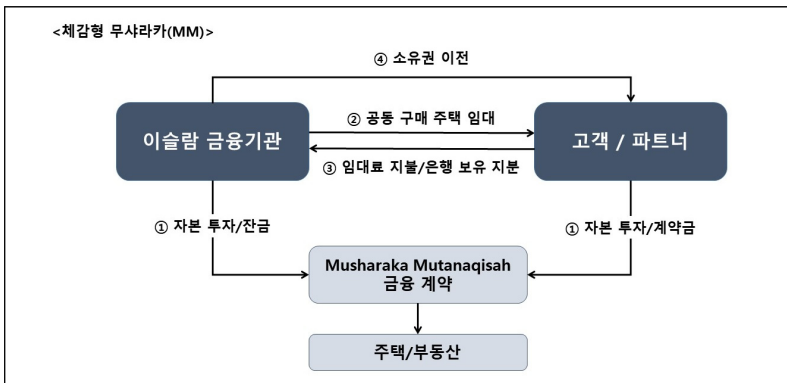 <체감형 무샤라카(MM)>
④ 소유권 이전
이슬람 금융기관
② 공동 구매 주택 임대
고객 / 파트너
③ 임대료 지불/은행 보유 지분
① 자본 투자/잔금
① 자본 투자/계약금
Musharaka Mutanaqisah
금융 계약
주택/부동산